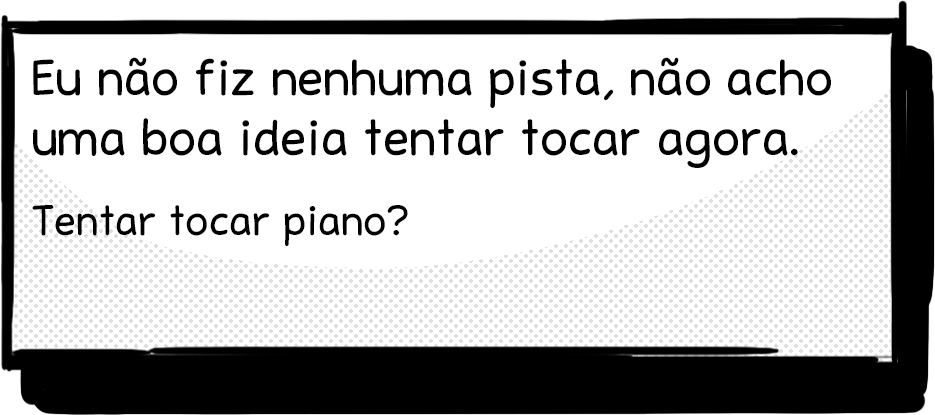 Eu não fiz nenhuma pista, não acho
uma boa ideia tentar tocar agora.
Tentar tocar piano?